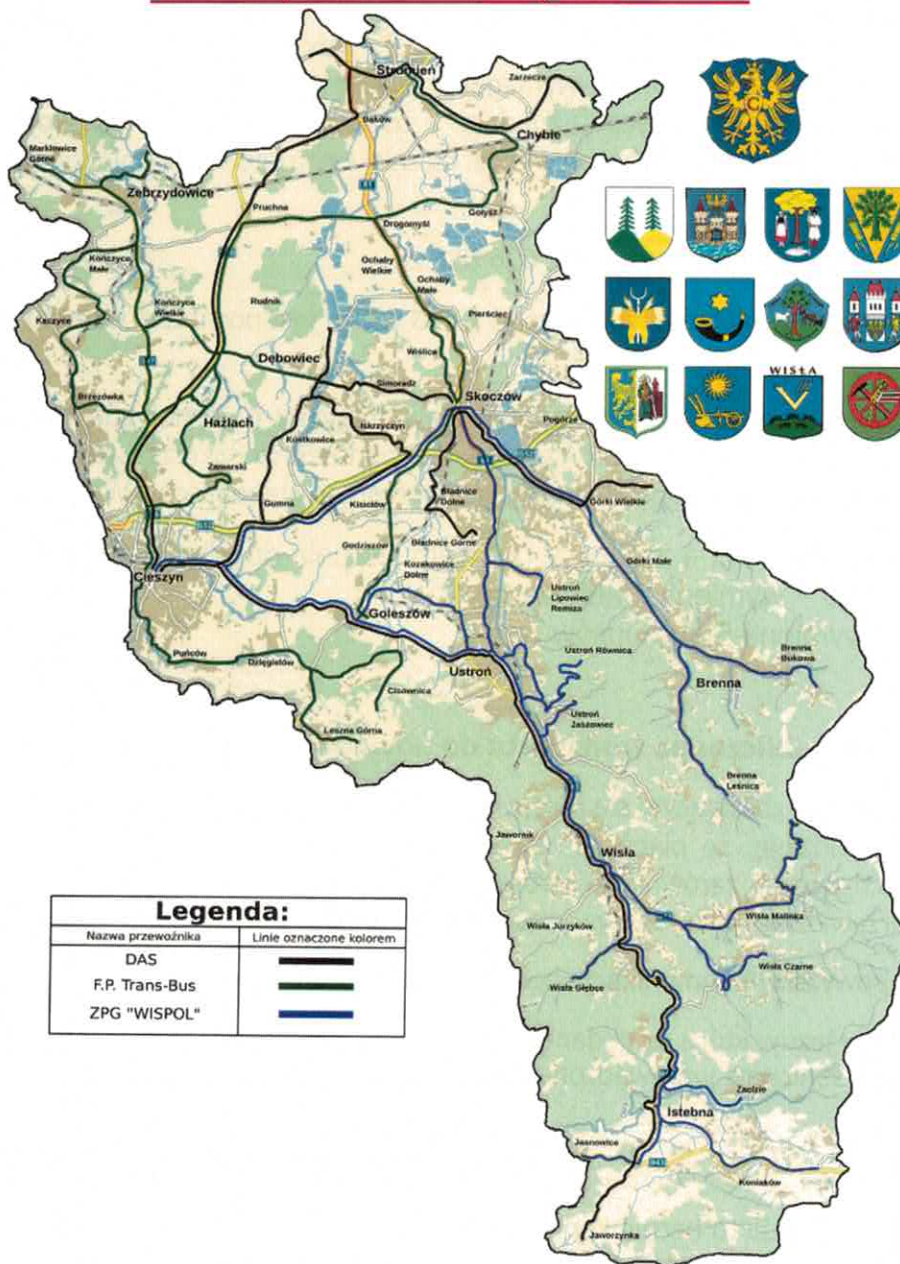 Strumień
Zarzecze
Bąków
Chybie
Marklowice
Górne
Zebrzydowice
Pruchna
Drogomyśl
Gołysz
Kończyce
Małe
Ochaby
Wielkie
Ochaby
Małe
Kaczyce
Kończyce
Wielkie
Rudnik
Pierściec
Dębowiec
Wiślica
Simoradz
Skoczów
Brzezówka
Hażlach
Kostkowice
Iskrzyczyn
Pogórze
WISŁA
Zamarski
Gumna
Kisielów
Bładnice
Dolne
Górki Wielkie
Godziszów
Bładnice Górne
Kozakowice
Dolne
Górki Małe
Cieszyn
Ustroń
Lipowiec
Remiza
Goleszów
Puńców
Dzięgielów
Ustroń
Ustroń Równica
Brenna
Bukowa
Brenna
Cisownica
Ustroń
Jaszowiec
Leszna Górna
Brenna
Leśnica
Jawornik
Wisła
Wisła Jurzyków
Wisła Malinka
Wisła Czarne
Wisła Głębce
Zaolzie
Istebna
Jasnowice
Koniaków
Jaworzynka
Legenda:
Nazwa przewoźnika Linie oznaczone kolorem
DAS
F.P. Trans-Bus
ZPG "WISPOL"